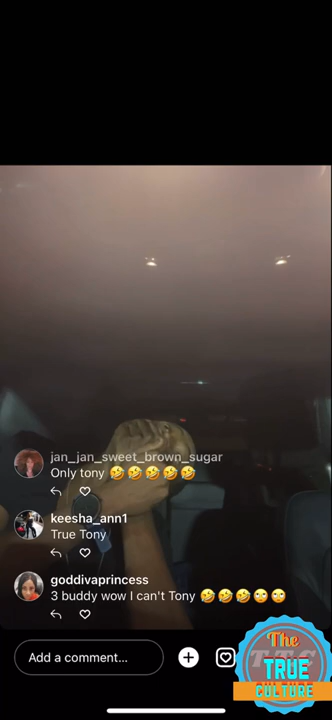 jan_jan_sweet_brown_sugar
Only tony 🤣🤣🤣🤣🤣
keesha_ann1
True Tony
goddivaprincess
3 buddy wow I can't Tony 🤣🤣🤣🙄🙄
Add a comment...
The
T.T.C
TRUE
CULTURE